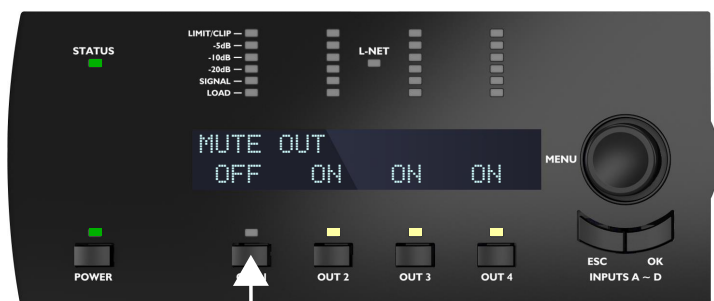 LIMIT/CLIP
STATUS
-5dB
L-NET
-10dB
-20dB
SIGNAL
LOAD
MUTE OUT
OFF ON ON ON
MENU
ESC OK
POWER
OUT 2
OUT 3
OUT 4
INPUTS A ~ D